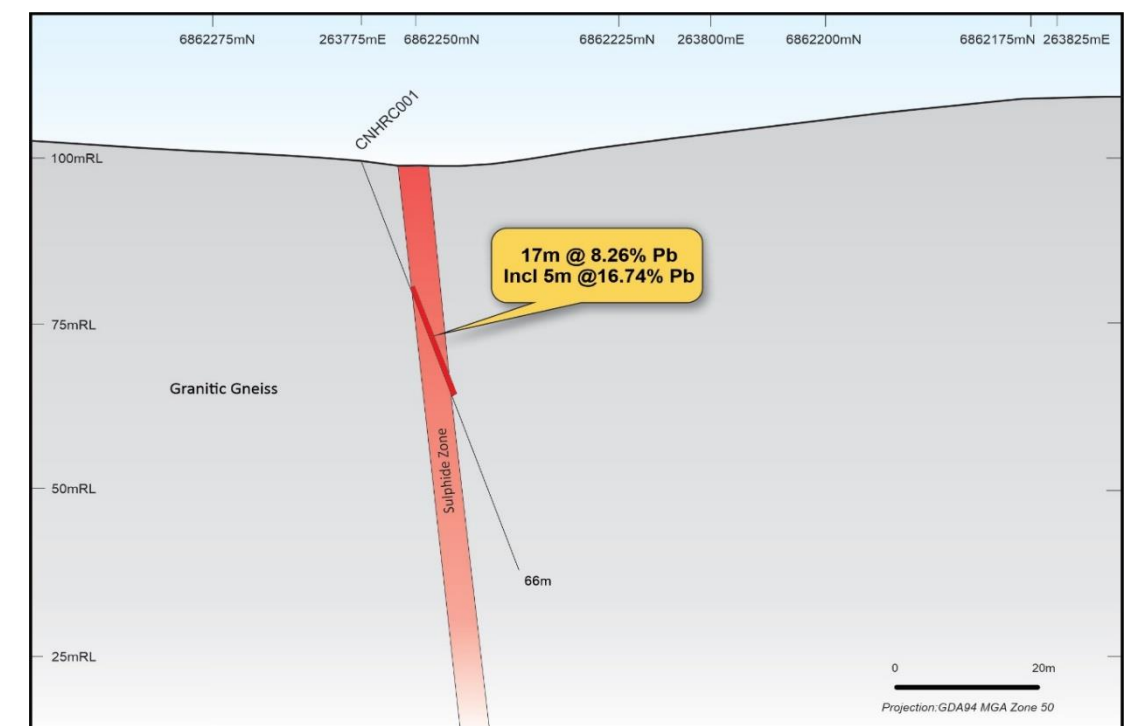 6862275mN 263775mE 6862250mN 6862225mN 263800mE 6862200mN 6862175mN 263825mE
CNHRC001
100mRL
17m @ 8.26% Pb
Incl 5m @16.74% Pb
75mRL
Granitic Gneiss
Sulphide Zone
50mRL
66m
25mRL
0 20m
Projection:GDA94 MGA Zone 50